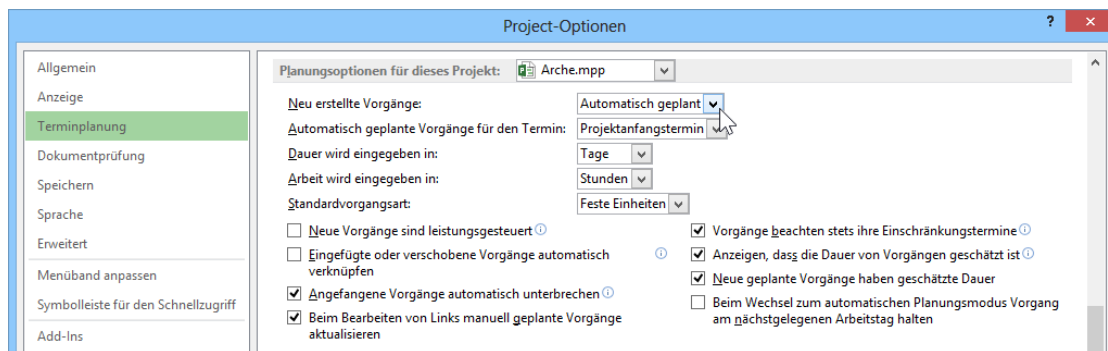 Project-Optionen ?
Allgemein
Anzeige
Terminplanung
Dokumentprüfung
Speichern
Sprache
Erweitert
Menüband anpassen
Symbolleiste für den Schnellzugriff
Add-Ins
Planungsoptionen für dieses Projekt: Arche.mpp
Neu erstellte Vorgänge: Automatisch geplant
Automatisch geplante Vorgänge für den Termin: Projektanfangstermin
Dauer wird eingegeben in: Tage
Arbeit wird eingegeben in: Stunden
Standardvorgangsart: Feste Einheiten
Neue Vorgänge sind leistungsgesteuert
Eingefügte oder verschobene Vorgänge automatisch
verknüpfen
Angefangene Vorgänge automatisch unterbrechen
Beim Bearbeiten von Links manuell geplante Vorgänge
aktualisieren
Vorgänge beachten stets ihre Einschränkungstermine
Anzeigen, dass die Dauer von Vorgängen geschätzt ist
Neue geplante Vorgänge haben geschätzte Dauer
Beim Wechsel zum automatischen Planungsmodus Vorgang
am nächstgelegenen Arbeitstag halten